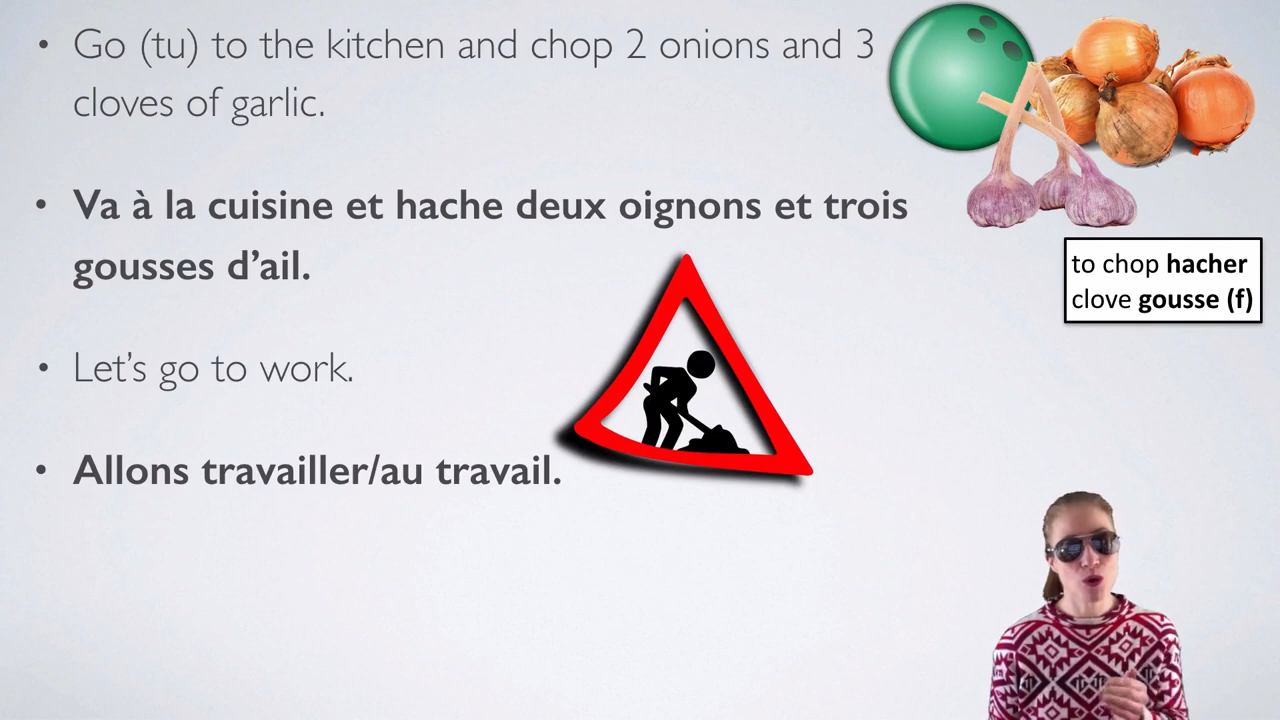 • Go (tu) to the kitchen and chop 2 onions and 3
cloves of garlic.
• Va à la cuisine et hache deux oignons et trois
gousses d’ail.
to chop hacher
clove gousse (f)
• Let’s go to work.
• Allons travailler/au travail.